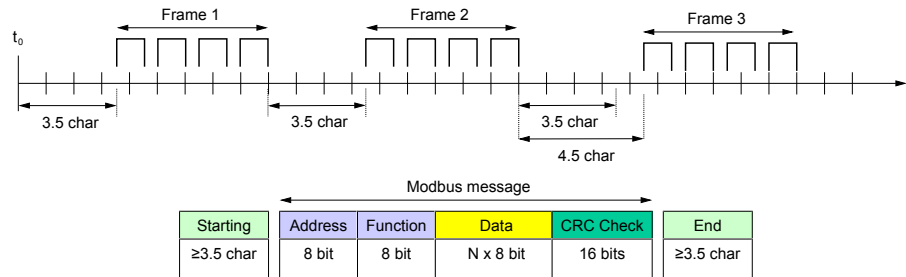 Frame 1 Frame 2 Frame 3
t0
3.5 char 3.5 char 3.5 char
4.5 char
Modbus message
Starting Address Function Data CRC Check End
≥3.5 char 8 bit 8 bit N x 8 bit 16 bits ≥3.5 char